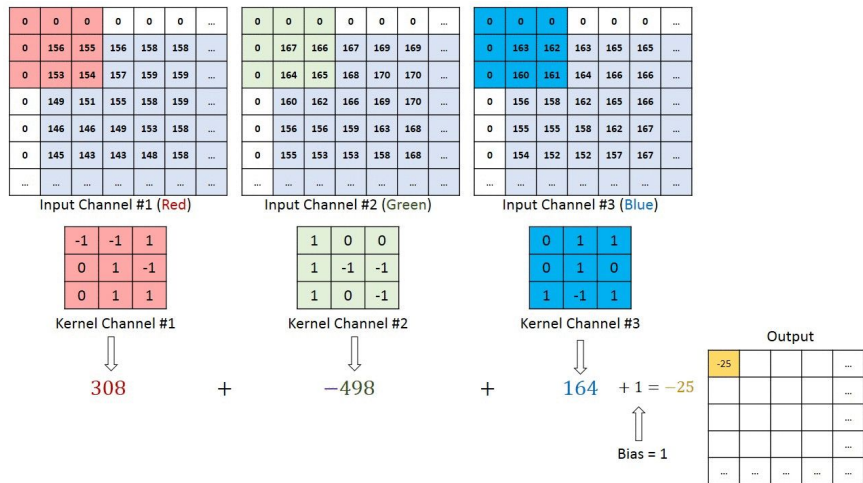 0 0 0 0 0 0 ...
0 156 155 156 158 158 ...
0 153 154 157 159 159 ...
0 149 151 155 158 159 ...
0 146 146 149 153 158 ...
0 145 143 143 148 158 ...
... ... ... ... ... ... ...
Input Channel #1 (Red)
0 0 0 0 0 0 ...
0 167 166 167 169 169 ...
0 164 165 168 170 170 ...
0 160 162 166 169 170 ...
0 156 156 159 163 168 ...
0 155 153 153 158 168 ...
... ... ... ... ... ... ...
Input Channel #2 (Green)
0 0 0 0 0 0 ...
0 163 162 163 165 165 ...
0 160 161 164 166 166 ...
0 156 158 162 165 166 ...
0 155 155 158 162 167 ...
0 154 152 152 157 167 ...
... ... ... ... ... ... ...
Input Channel #3 (Blue)
-1 -1 1
0 1 -1
0 1 1
Kernel Channel #1
1 0 0
1 -1 -1
1 0 -1
Kernel Channel #2
0 1 1
0 1 0
1 -1 1
Kernel Channel #3
308 + −498 + 164 + 1 = −25
Bias = 1
Output
-25 ...
...
...
...
... ... ... ... ...